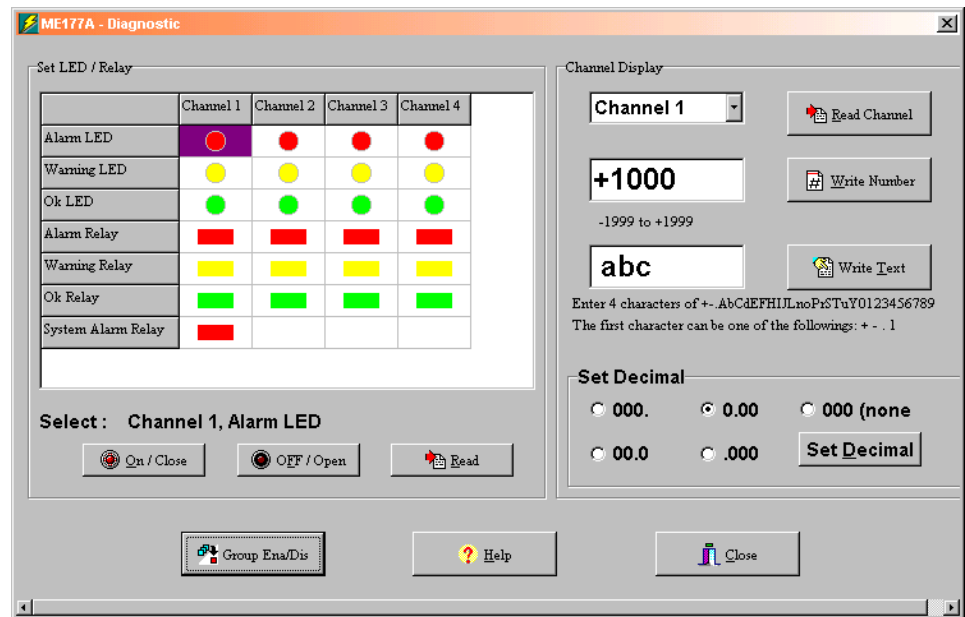 ME177A - Diagnostic
Set LED / Relay
Channel 1 Channel 2 Channel 3 Channel 4
Alarm LED
Warning LED
Ok LED
Alarm Relay
Warning Relay
Ok Relay
System Alarm Relay
Select : Channel 1, Alarm LED
On / Close
OFF / Open
Read
Channel Display
Channel 1
Read Channel
+1000
Write Number
-1999 to +1999
abc
Write Text
Enter 4 characters of +-.AbCdEFHIJLnoPrSTuY0123456789
The first character can be one of the followings: + - . 1
Set Decimal
000. 0.00 000 (none
00.0 .000 Set Decimal
Group Ena/Dis
Help
Close